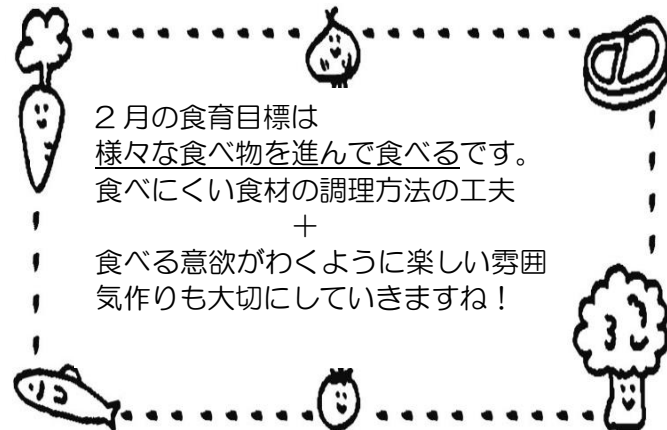 ２月の食育目標は
様々な食べ物を進んで食べるです。
食べにくい食材の調理方法の工夫
＋
食べる意欲がわくように楽しい雰囲
気作りも大切にしていきますね！